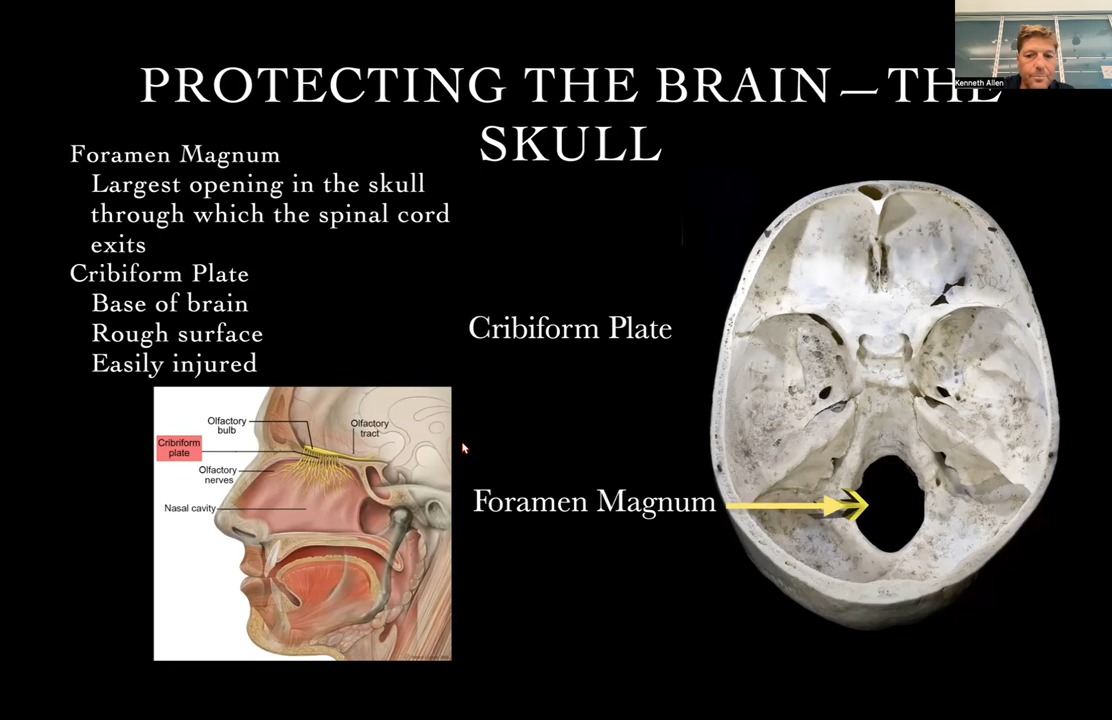 PROTECTING THE BRAIN—THE
SKULL
Kenneth Allen
Foramen Magnum
Largest opening in the skull
through which the spinal cord
exits
Cribiform Plate
Base of brain
Rough surface
Easily injured
Cribiform Plate
Foramen Magnum
Olfactory
bulb
Olfactory
tract
Cribriform
plate
Olfactory
nerves
Nasal cavity